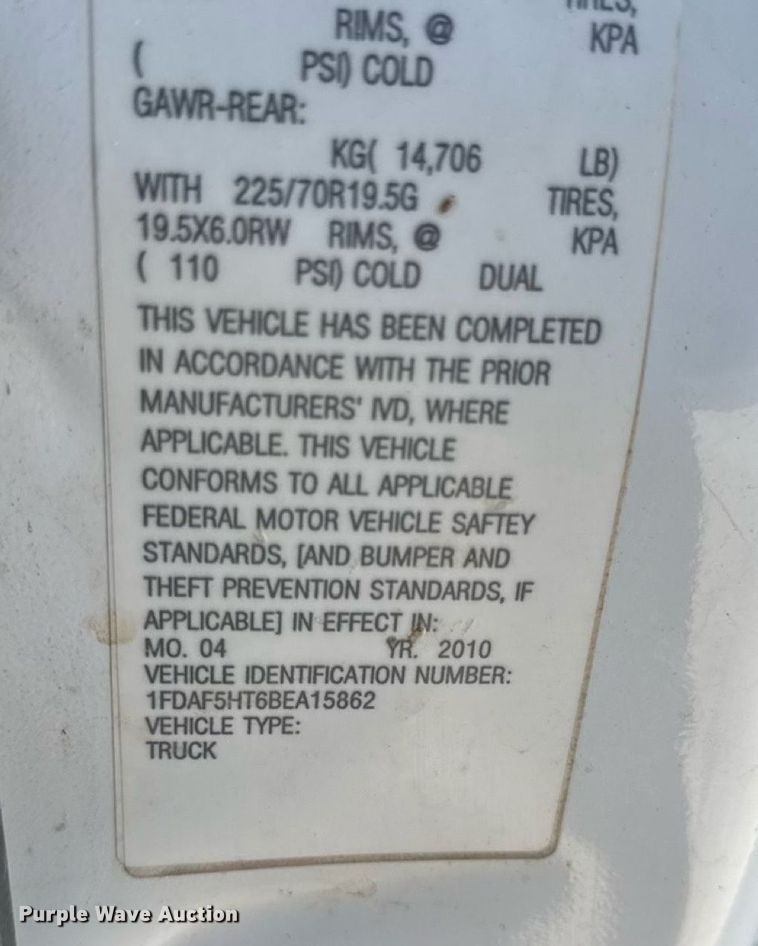 TIRES,
RIMS, @ KPA
( PSI) COLD
GAWR-REAR:
KG( 14,706 LB)
WITH 225/70R19.5G TIRES,
19.5X6.0RW RIMS, @ KPA
( 110 PSI) COLD DUAL
THIS VEHICLE HAS BEEN COMPLETED
IN ACCORDANCE WITH THE PRIOR
MANUFACTURERS' IVD, WHERE
APPLICABLE. THIS VEHICLE
CONFORMS TO ALL APPLICABLE
FEDERAL MOTOR VEHICLE SAFTEY
STANDARDS, [AND BUMPER AND
THEFT PREVENTION STANDARDS, IF
APPLICABLE] IN EFFECT IN:
MO. 04 YR. 2010
VEHICLE IDENTIFICATION NUMBER:
1FDAF5HT6BEA15862
VEHICLE TYPE:
TRUCK
Purple Wave Auction